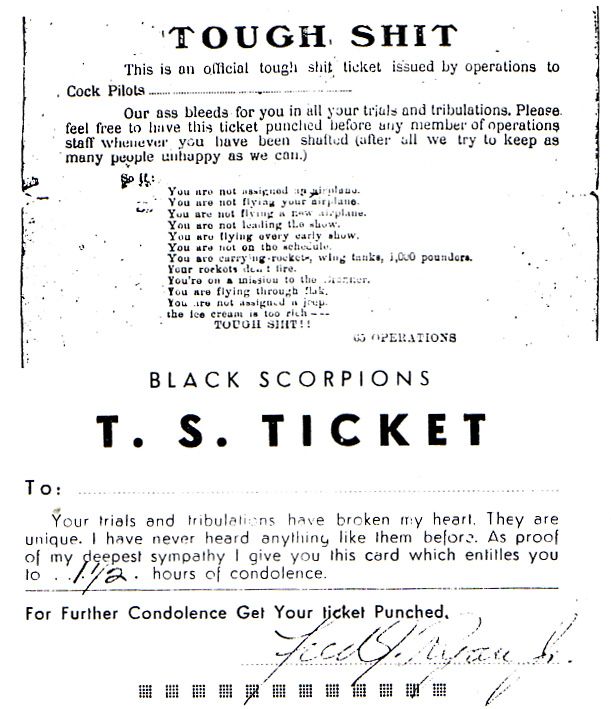 TOUGH SHIT
This is an official tough shit ticket issued by operations to
Cock Pilots
Our ass bleeds for you in all your trials and tribulations. Please
feel free to have this ticket punched before any member of operations
staff whenever you have been shafted (after all we try to keep as
many people unhappy as we can.)
So If:
You are not assigned an airplane.
You are not flying your airplane.
You are not flying a new airplane.
You are not leading the show.
You are flying every early show.
You are not on the schedule.
You are carrying rockets, wing tanks, 1,000 pounders.
Your rockets don't fire.
You're on a mission to the
You are flying through flak.
You are not assigned a jeep.
the ice cream is too rich ---
TOUGH SHIT!!
65 OPERATIONS
BLACK SCORPIONS
T. S. TICKET
To:
Your trials and tribulations have broken my heart. They are
unique. I have never heard anything like them before. As proof
of my deepest sympathy I give you this card which entitles you
to . . 1 1/2 . hours of condolence.
For Further Condolence Get Your ticket Punched.
Ryan Jr.